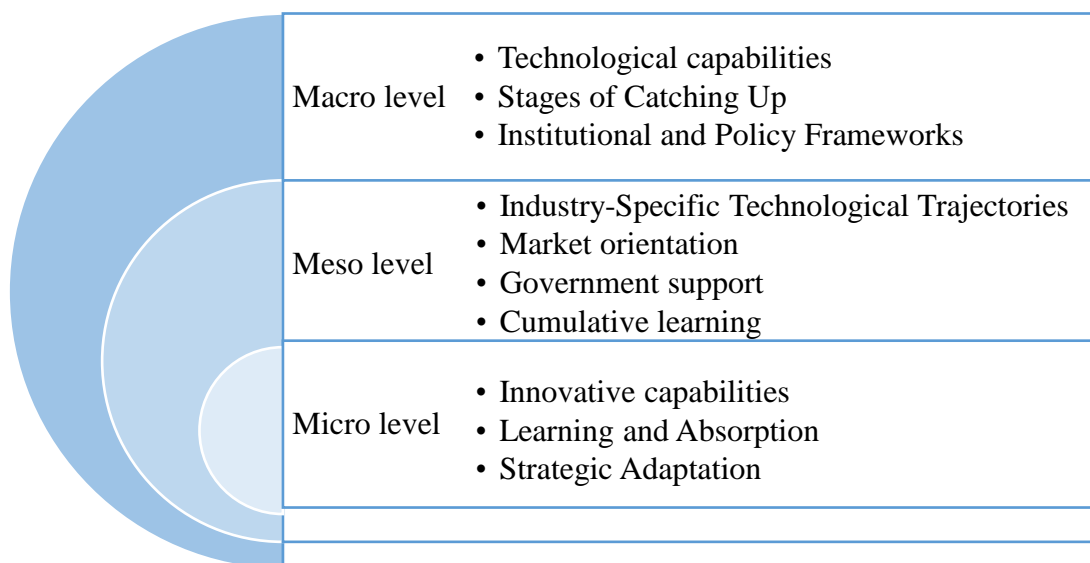 Macro level
• Technological capabilities
• Stages of Catching Up
• Institutional and Policy Frameworks
Meso level
• Industry-Specific Technological Trajectories
• Market orientation
• Government support
• Cumulative learning
Micro level
• Innovative capabilities
• Learning and Absorption
• Strategic Adaptation